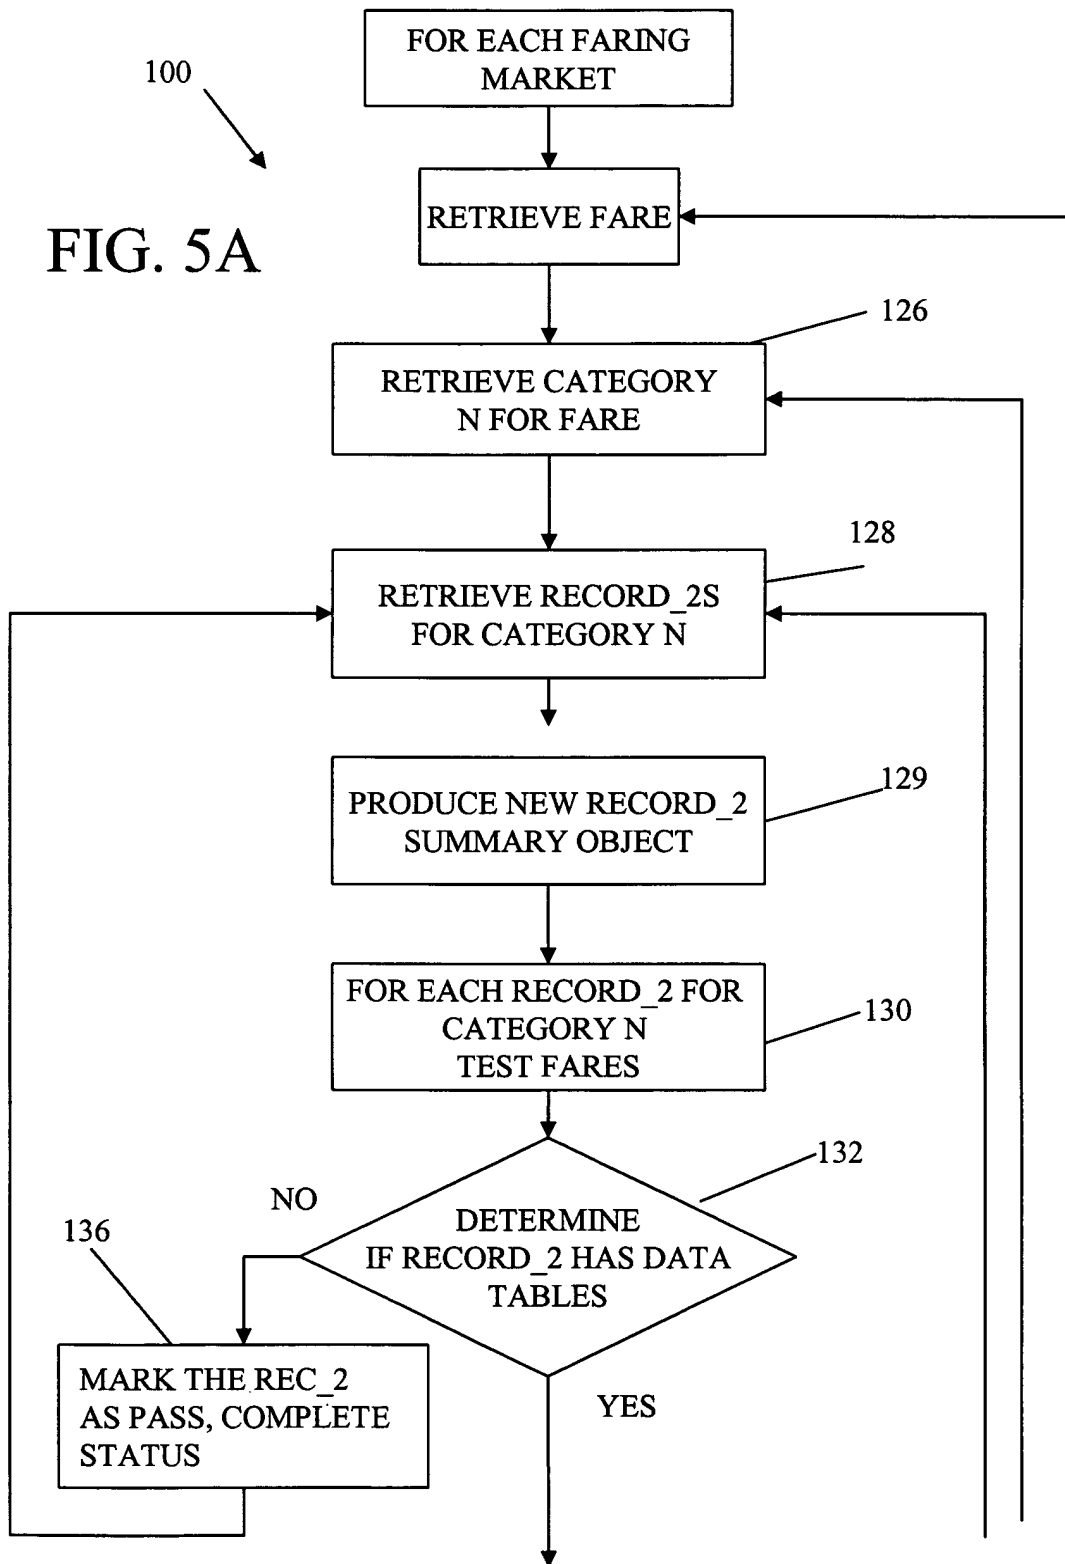 FOR EACH FARING
MARKET
100
RETRIEVE FARE
FIG. 5A
126
RETRIEVE CATEGORY
N FOR FARE
128
RETRIEVE RECORD_2S
FOR CATEGORY N
129
PRODUCE NEW RECORD_2
SUMMARY OBJECT
FOR EACH RECORD_2 FOR
CATEGORY N
TEST FARES
130
132
NO
DETERMINE
IF RECORD_2 HAS DATA
TABLES
136
MARK THE REC_2
AS PASS, COMPLETE
STATUS
YES